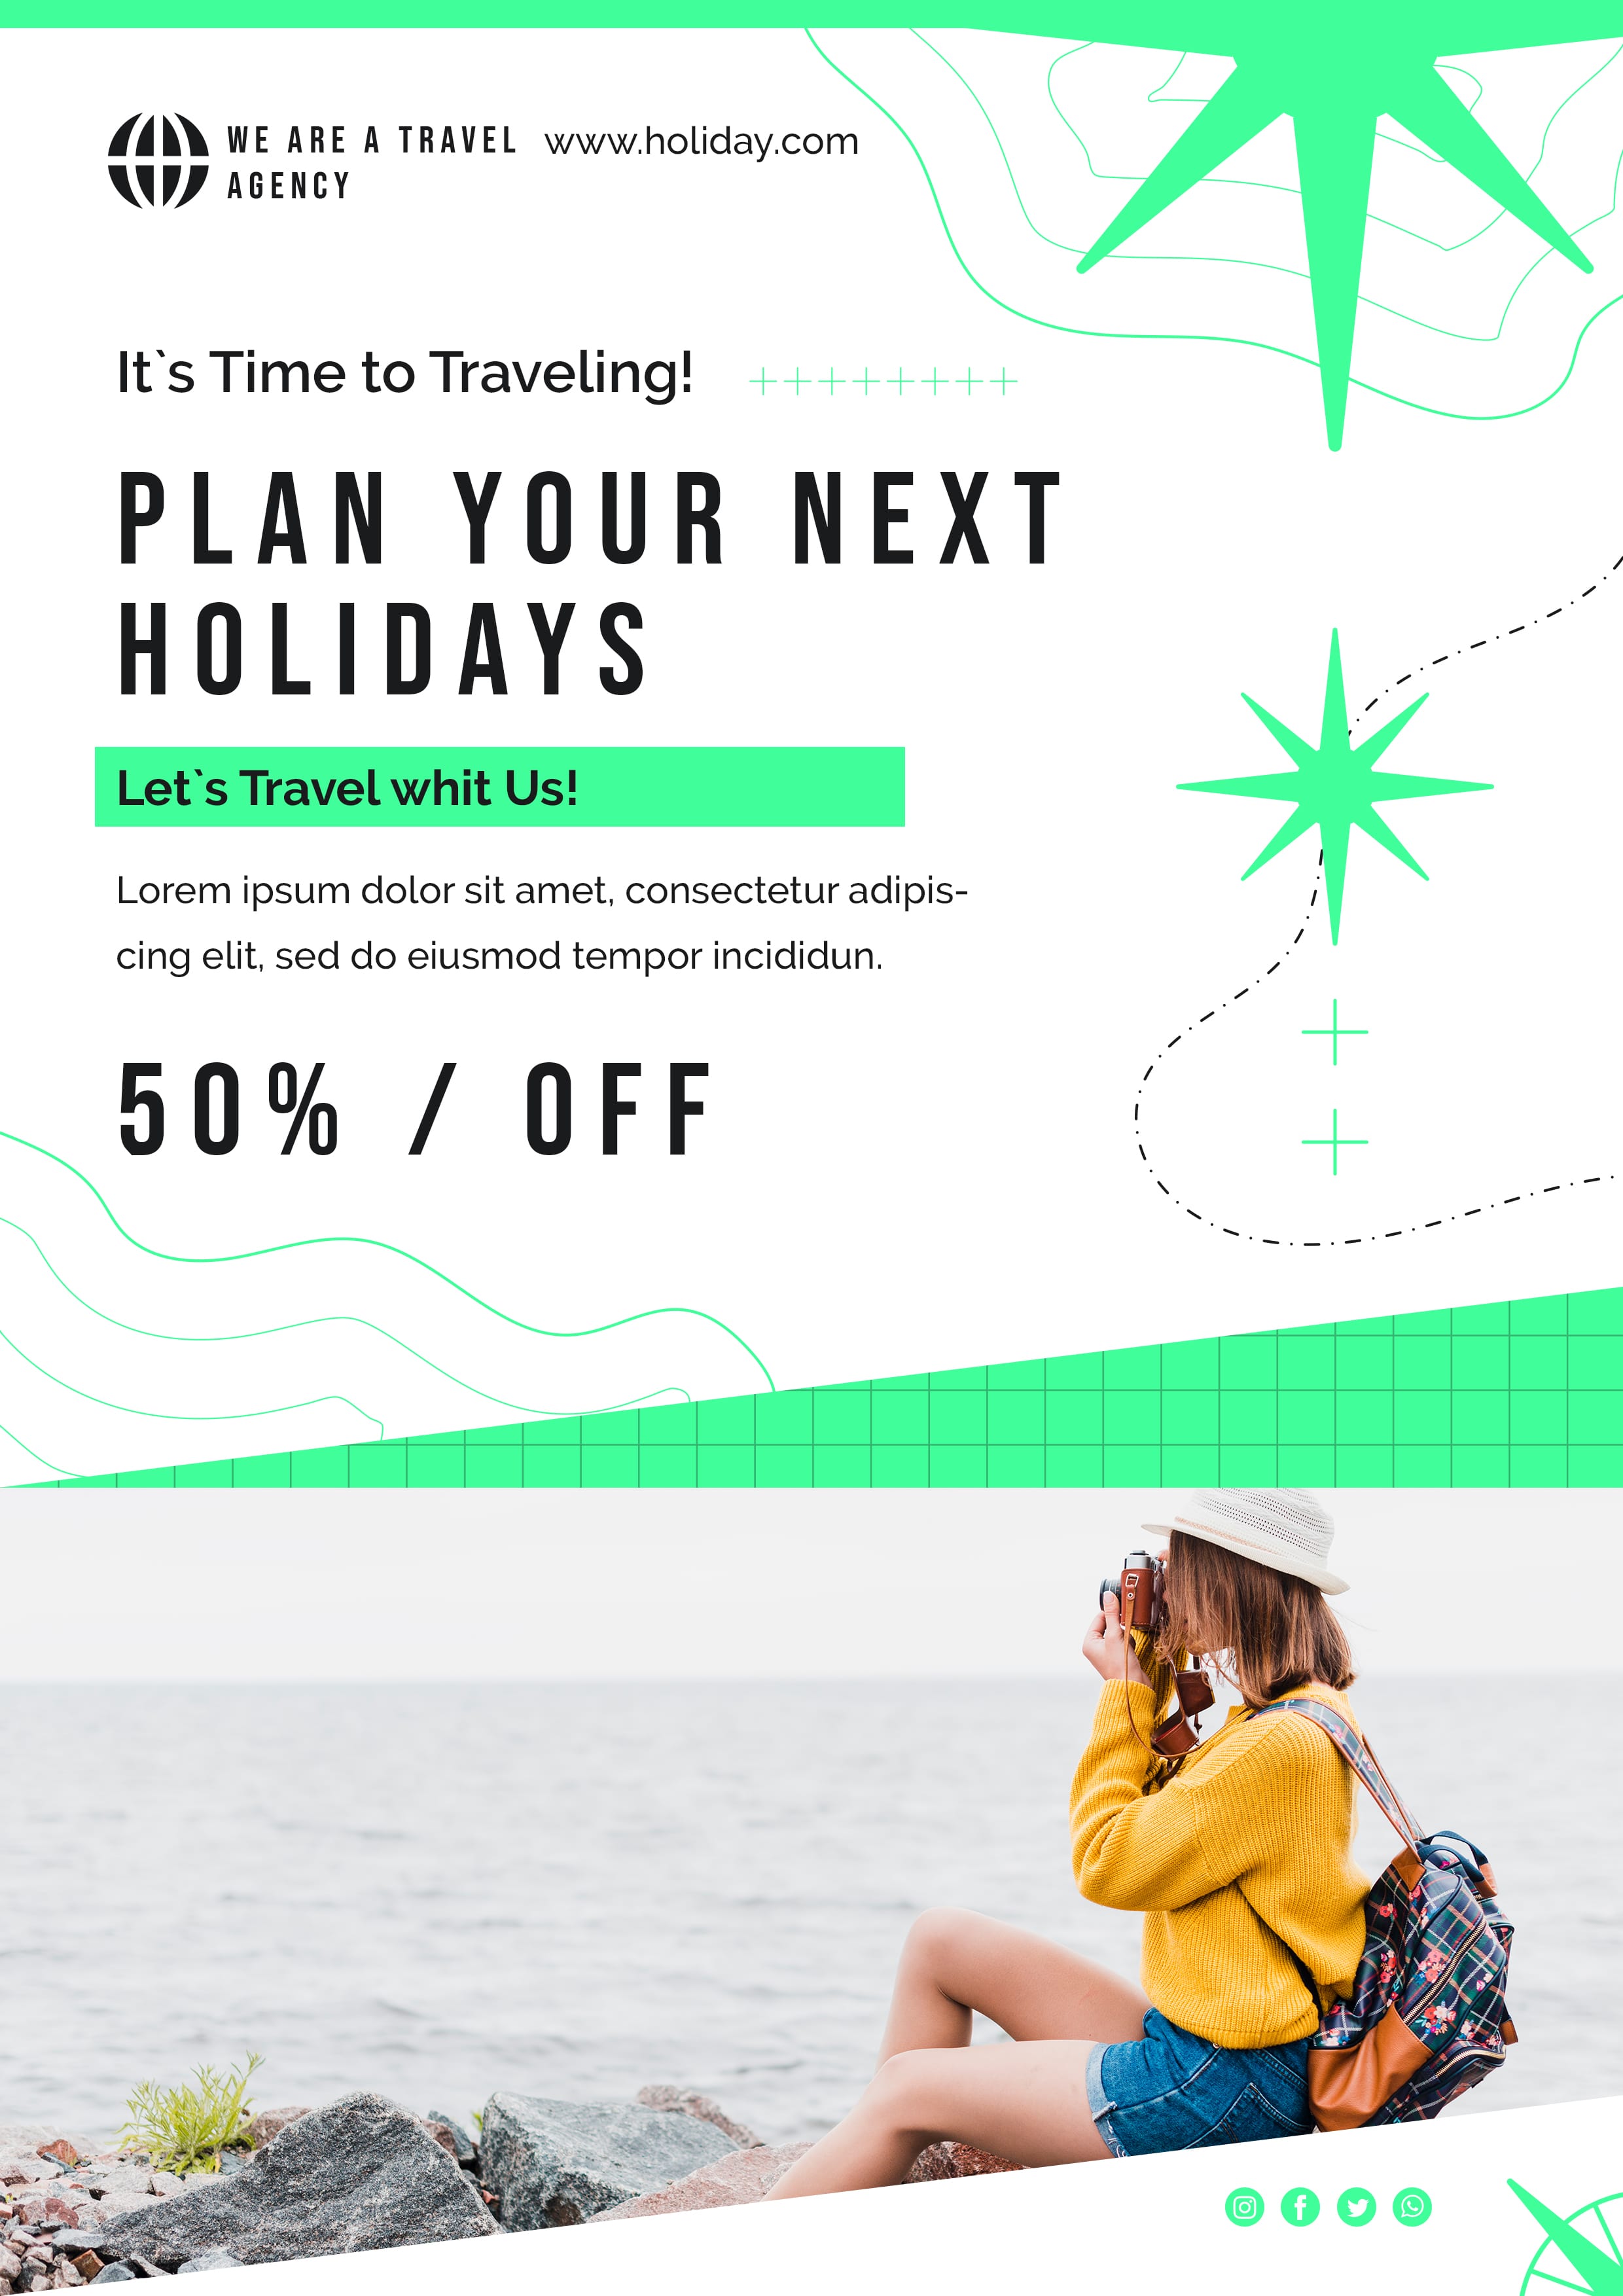 WE ARE A TRAVEL
AGENCY
www.holiday.com
It`s Time to Traveling!
PLAN YOUR NEXT
HOLIDAYS
Let`s Travel whit Us!
Lorem ipsum dolor sit amet, consectetur adipis-
cing elit, sed do eiusmod tempor incididun.
50% / OFF